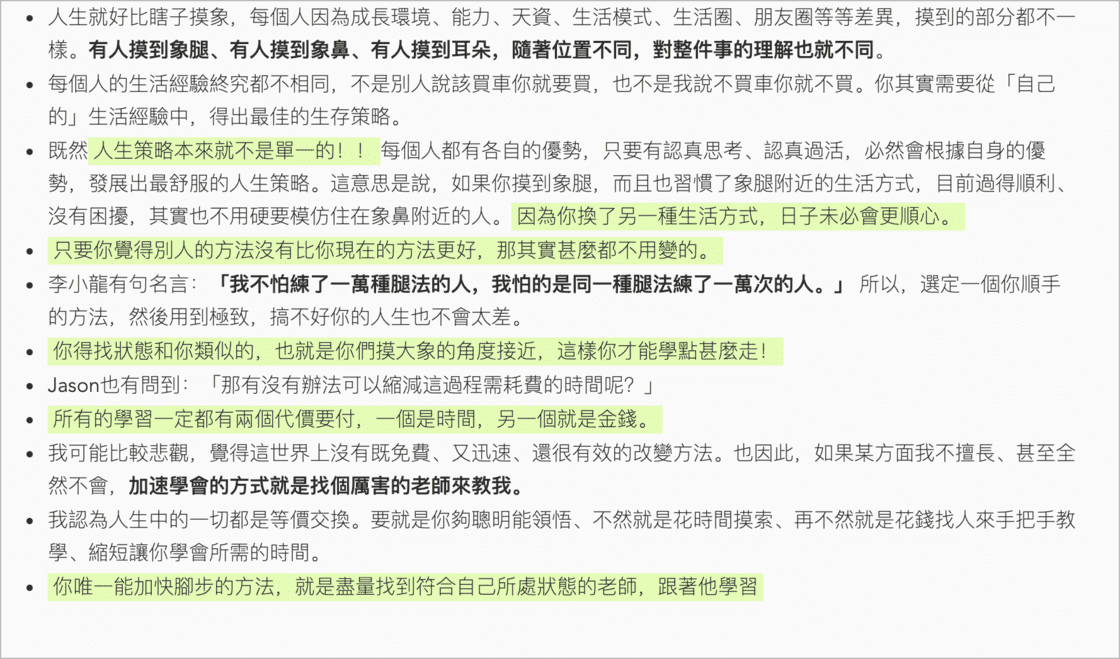 • 人生就好比瞎子摸象，每個人因為成長環境、能力、天資、生活模式、生活圈、朋友圈等等差異，摸到的部分都不一
樣。有人摸到象腿、有人摸到象鼻、有人摸到耳朵，隨著位置不同，對整件事的理解也就不同。
• 每個人的生活經驗終究都不相同，不是別人說該買車你就要買，也不是我說不買車你就不買。你其實需要從「自己
的」生活經驗中，得出最佳的生存策略。
• 既然人生策略本來就不是單一的！！每個人都有各自的優勢，只要有認真思考、認真過活，必然會根據自身的優
勢，發展出最舒服的人生策略。這意思是說，如果你摸到象腿，而且也習慣了象腿附近的生活方式，目前過得順利、
沒有困擾，其實也不用硬要模仿住在象鼻附近的人。因為你換了另一種生活方式，日子未必會更順心。
• 只要你覺得別人的方法沒有比你現在的方法更好，那其實甚麼都不用變的。
• 李小龍有句名言：「我不怕練了一萬種腿法的人，我怕的是同一種腿法練了一萬次的人。」所以，選定一個你順手
的方法，然後用到極致，搞不好你的人生也不會太差。
• 你得找狀態和你類似的，也就是你們摸大象的角度接近，這樣你才能學點甚麼走！
• Jason也有問到：「那有沒有辦法可以縮減這過程需耗費的時間呢？」
• 所有的學習一定都有兩個代價要付，一個是時間，另一個就是金錢。
• 我可能比較悲觀，覺得這世界上沒有既免費、又迅速、還很有效的改變方法。也因此，如果某方面我不擅長、甚至全
然不會，加速學會的方式就是找個厲害的老師來教我。
• 我認為人生中的一切都是等價交換。要就是你夠聰明能領悟、不然就是花時間摸索、再不然就是花錢找人來手把手教
學、縮短讓你學會所需的時間。
• 你唯一能加快腳步的方法，就是盡量找到符合自己所處狀態的老師，跟著他學習